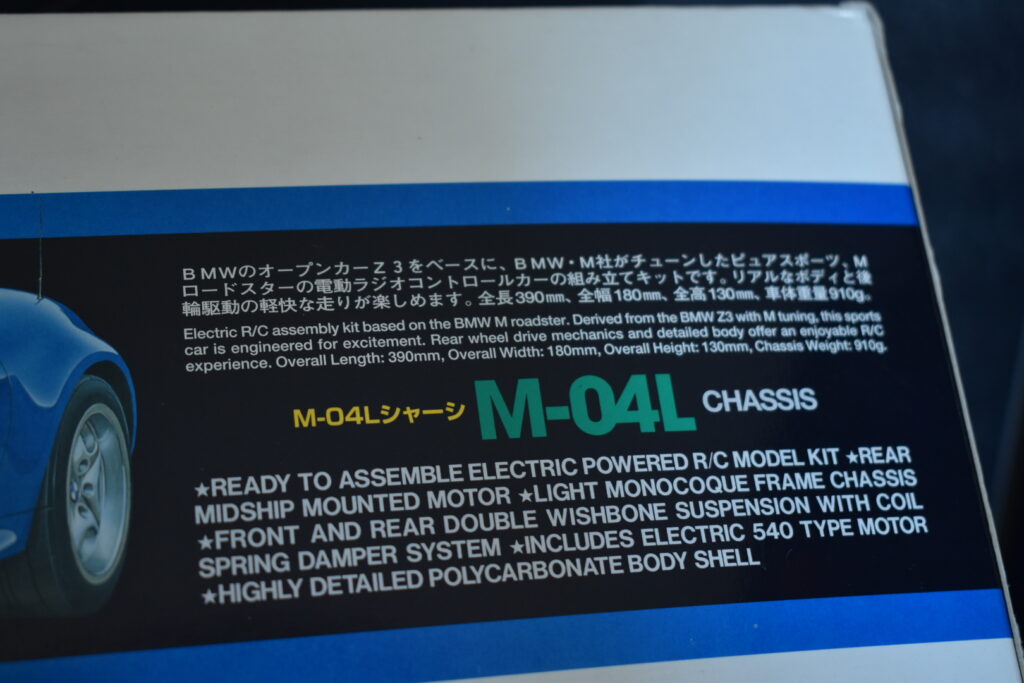 BMWのオープンカーZ3をベースに、BMW・M社がチューンしたピュアスポーツ、M
ロードスターの電動ラジオコントロールカーの組み立てキットです。リアルなボディと後
輪駆動の軽快な走りが楽しめます。全長390mm、全幅180mm、全高130mm、車体重量910g。
Electric R/C assembly kit based on the BMW M roadster. Derived from the BMW Z3 with M tuning, this sports
car is engineered for excitement. Rear wheel drive mechanics and detailed body offer an enjoyable R/C
experience. Overall Length: 390mm, Overall Width: 180mm, Overall Height: 130mm, Chassis Weight: 910g.
M-04Lシャーシ M-04L CHASSIS
★READY TO ASSEMBLE ELECTRIC POWERED R/C MODEL KIT ★REAR
MIDSHIP MOUNTED MOTOR ★LIGHT MONOCOQUE FRAME CHASSIS
★FRONT AND REAR DOUBLE WISHBONE SUSPENSION WITH COIL
SPRING DAMPER SYSTEM ★INCLUDES ELECTRIC 540 TYPE MOTOR
★HIGHLY DETAILED POLYCARBONATE BODY SHELL